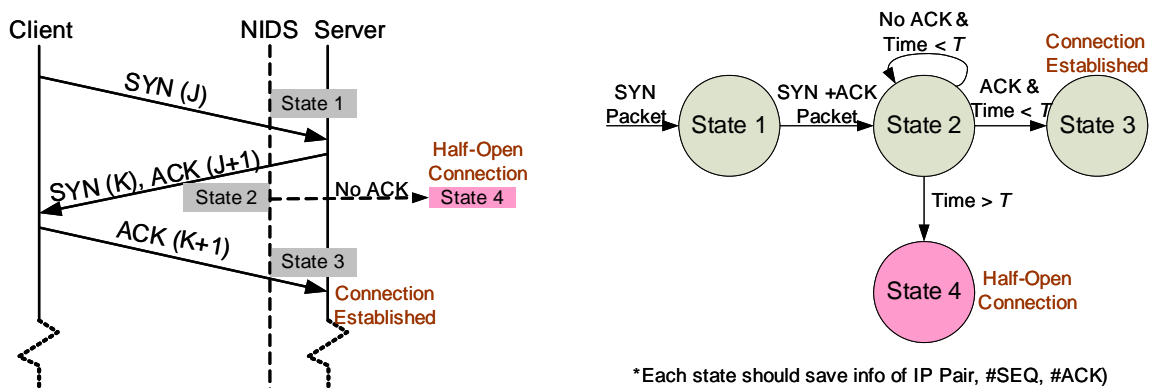 Client
NIDS
Server
SYN (J)
State 1
SYN (K), ACK (J+1)
State 2
No ACK
Half-Open
Connection
State 4
ACK (K+1)
State 3
Connection
Established
SYN
Packet
State 1
SYN +ACK
Packet
No ACK &
Time < T
State 2
ACK &
Time < T
Connection
Established
State 3
Time > T
State 4
Half-Open
Connection
*Each state should save info of IP Pair, #SEQ, #ACK)